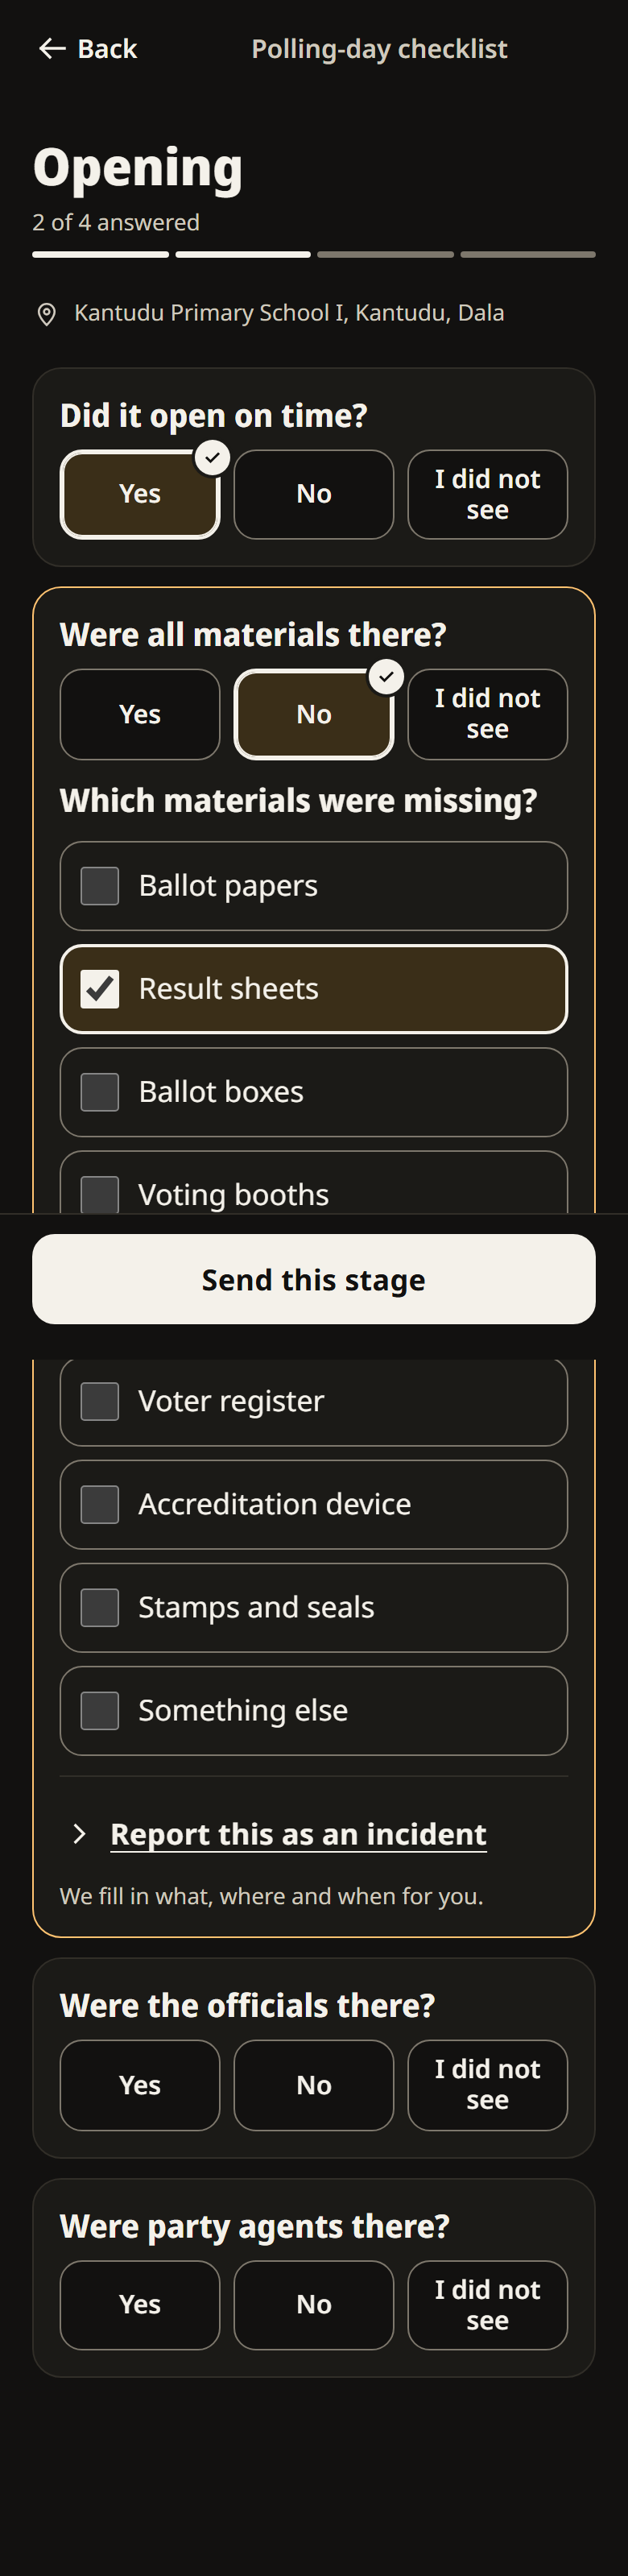 Back
Polling-day checklist
Opening
2 of 4 answered
Kantudu Primary School I, Kantudu, Dala
Did it open on time?
Yes
No
I did not
see
Were all materials there?
Yes
No
I did not
see
Which materials were missing?
Ballot papers
Result sheets
Ballot boxes
Voting booths
Send this stage
Voter register
Accreditation device
Stamps and seals
Something else
Report this as an incident
We fill in what, where and when for you.
Were the officials there?
Yes
No
I did not
see
Were party agents there?
Yes
No
I did not
see